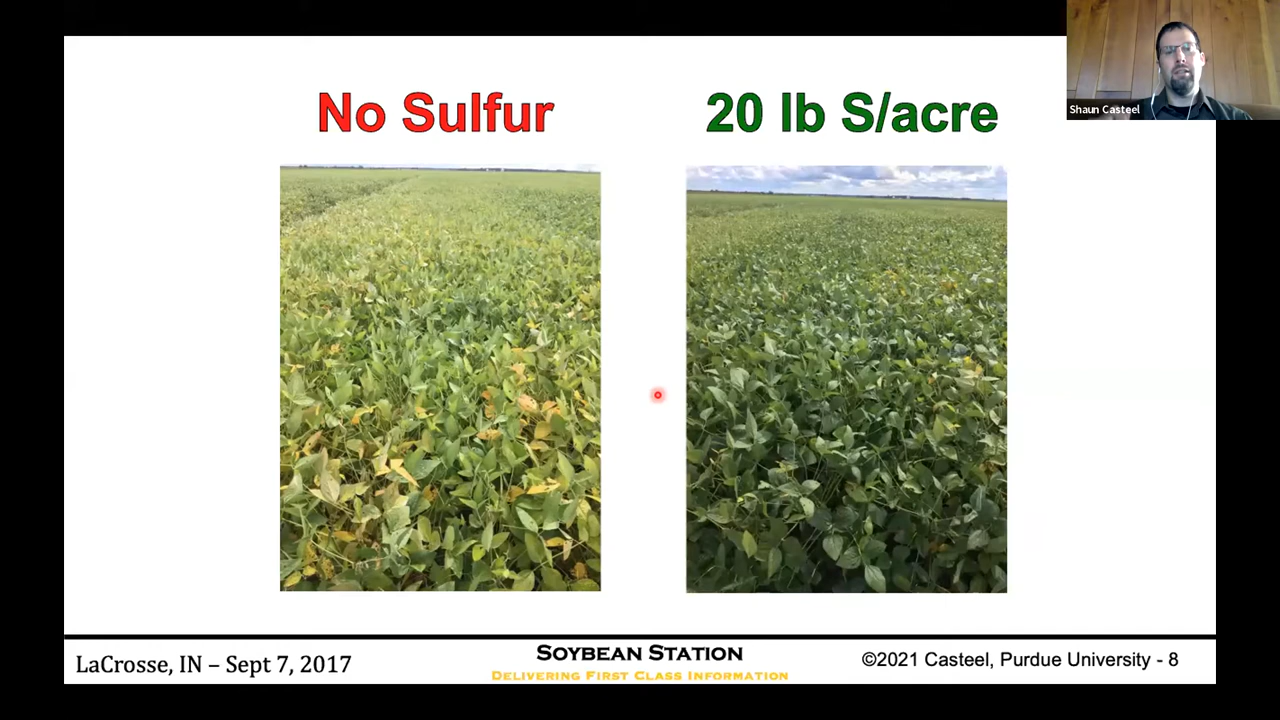 Shaun Casteel
No Sulfur
20 lb S/acre
LaCrosse, IN – Sept 7, 2017
SOYBEAN STATION
DELIVERING FIRST CLASS INFORMATION
©2021 Casteel, Purdue University - 8